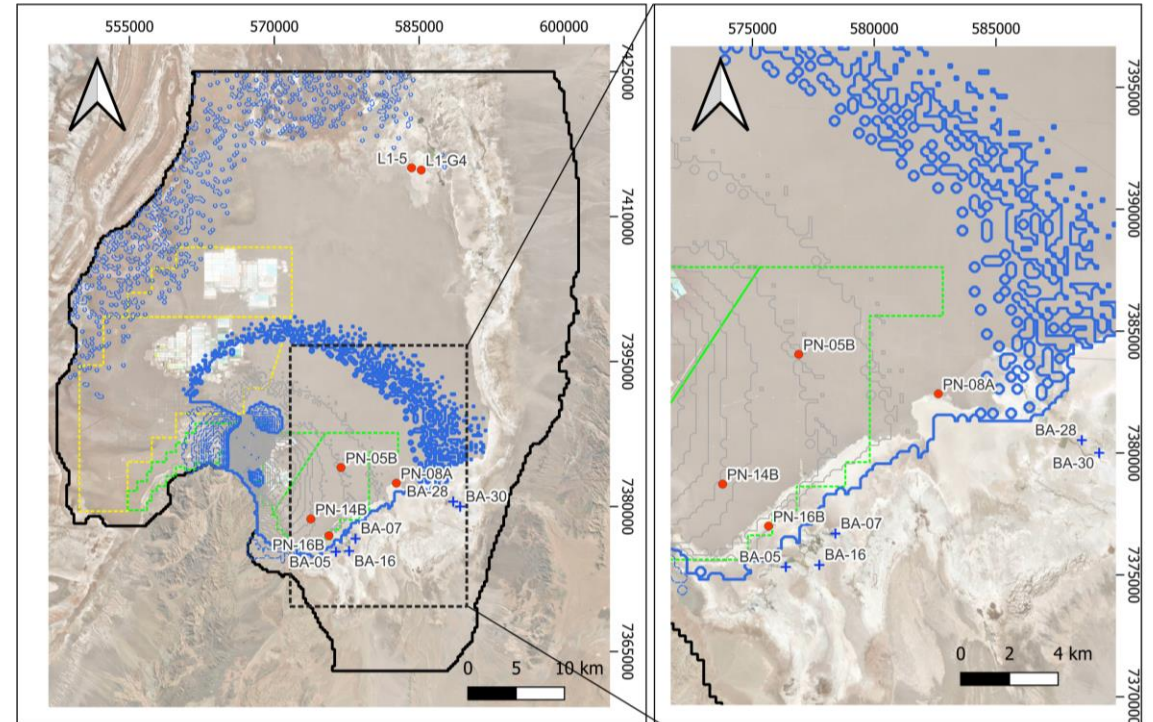 555000 570000 585000 600000
7425000
L1-5 L1-G4
7410000
7395000
PN-05B
PN-08A
BA-28 BA-30
7380000
PN-14B
PN-16B BA-07
BA-05 BA-16
7365000
0 5 10 km
575000 580000 585000
7395000
7390000
7385000
PN-05B
PN-08A
BA-28
7380000
BA-30
PN-14B
PN-16B BA-07
BA-05 BA-16
7375000
0 2 4 km
7370000